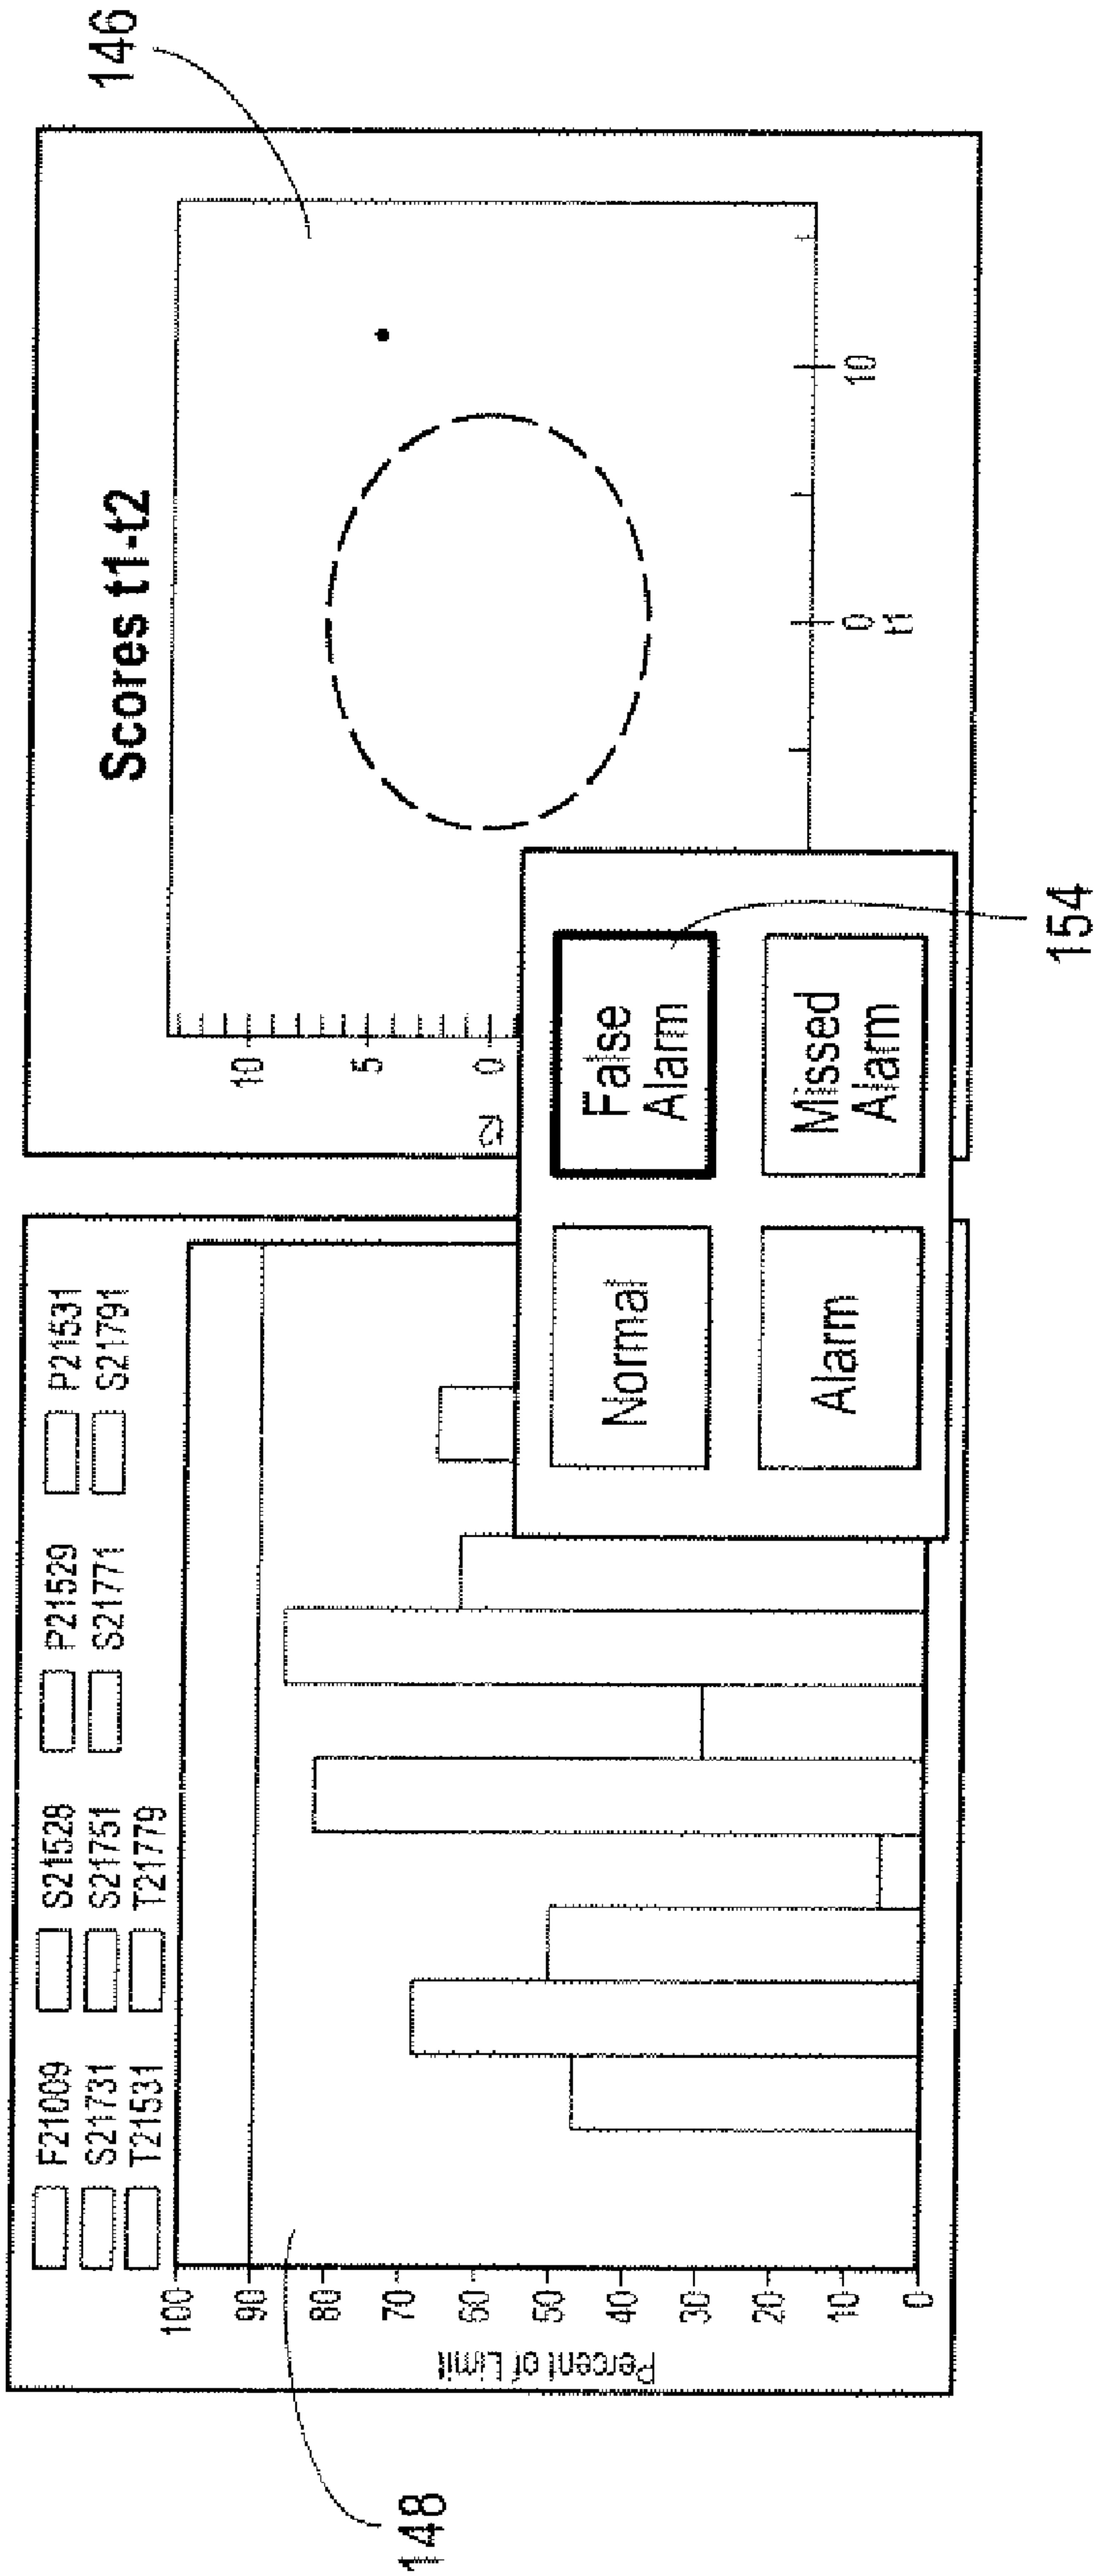 F21009 S21528 P21529 P21531
S21731 S21751 S21771 S21791
T21531 T21779
100
90
80
70
60
50
40
30
20
10
0
Percent of Limit
148
Scores t1-t2
10
5
0
t2
0
10
t1
146
Normal
False
Alarm
Alarm
Missed
Alarm
154